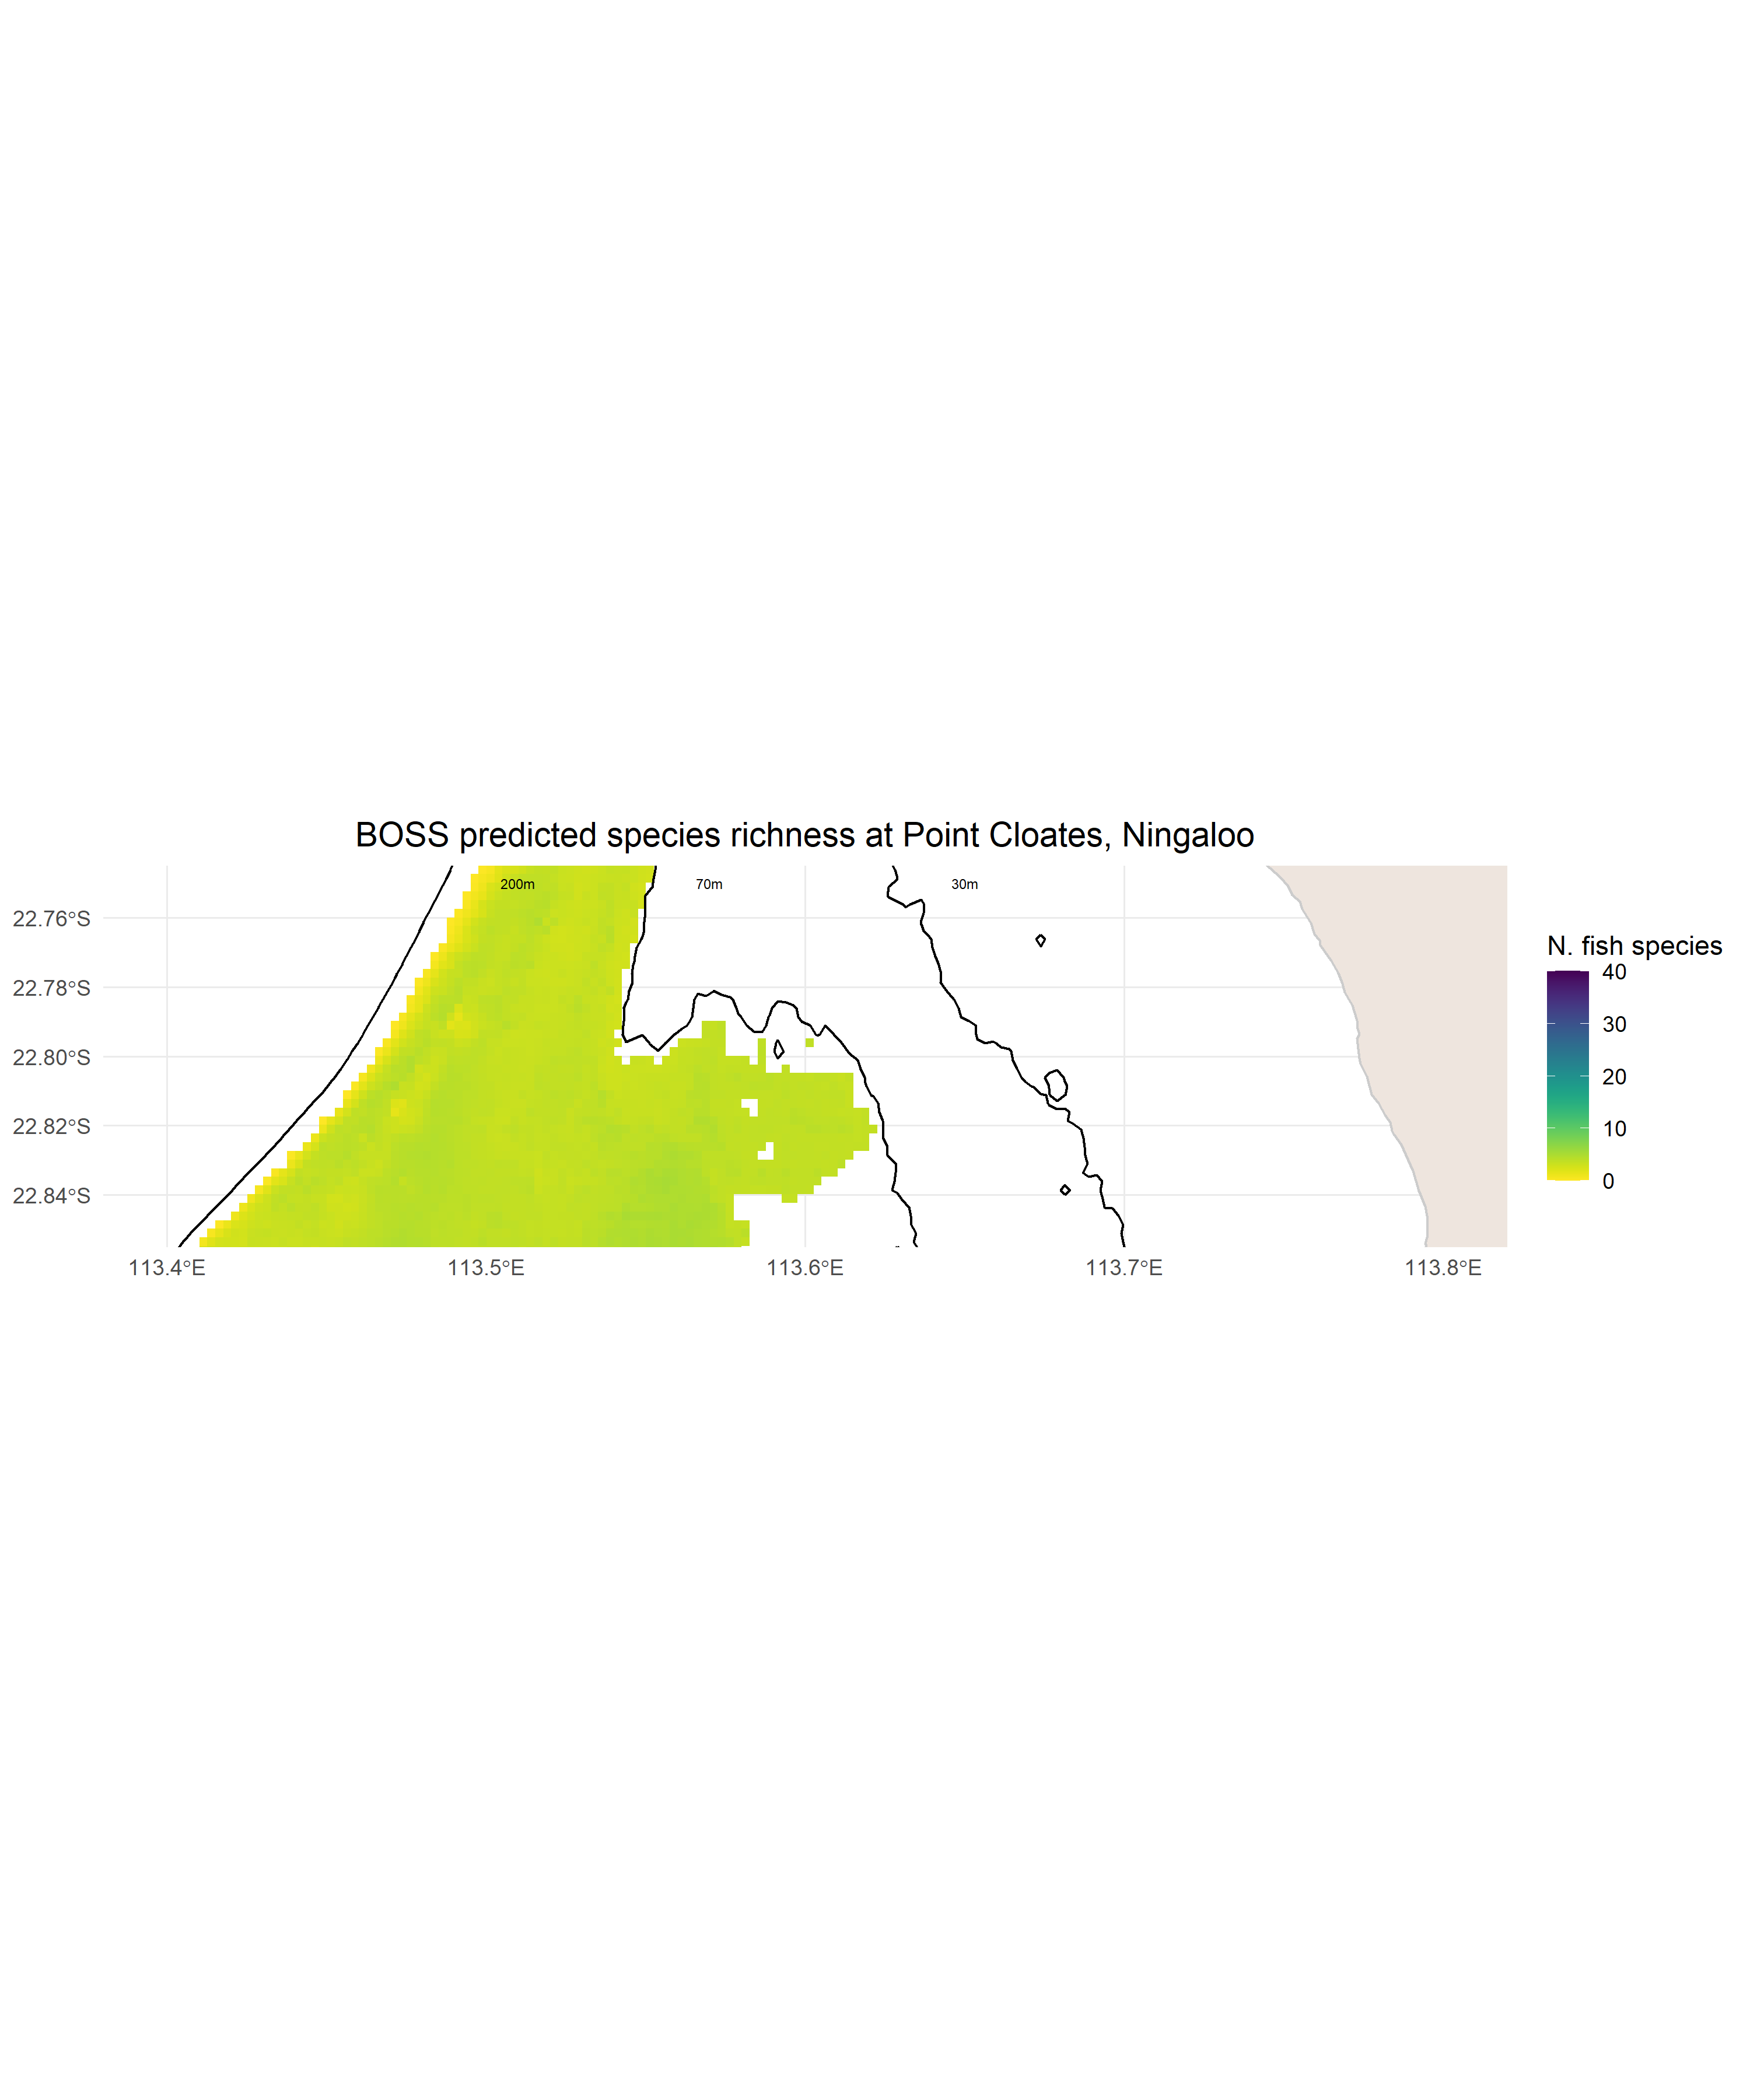 BOSS predicted species richness at Point Cloates, Ningaloo
200m
70m
30m
22.76°S
22.78°S
22.80°S
22.82°S
22.84°S
113.4°E
113.5°E
113.6°E
113.7°E
113.8°E
N. fish species
40
30
20
10
0